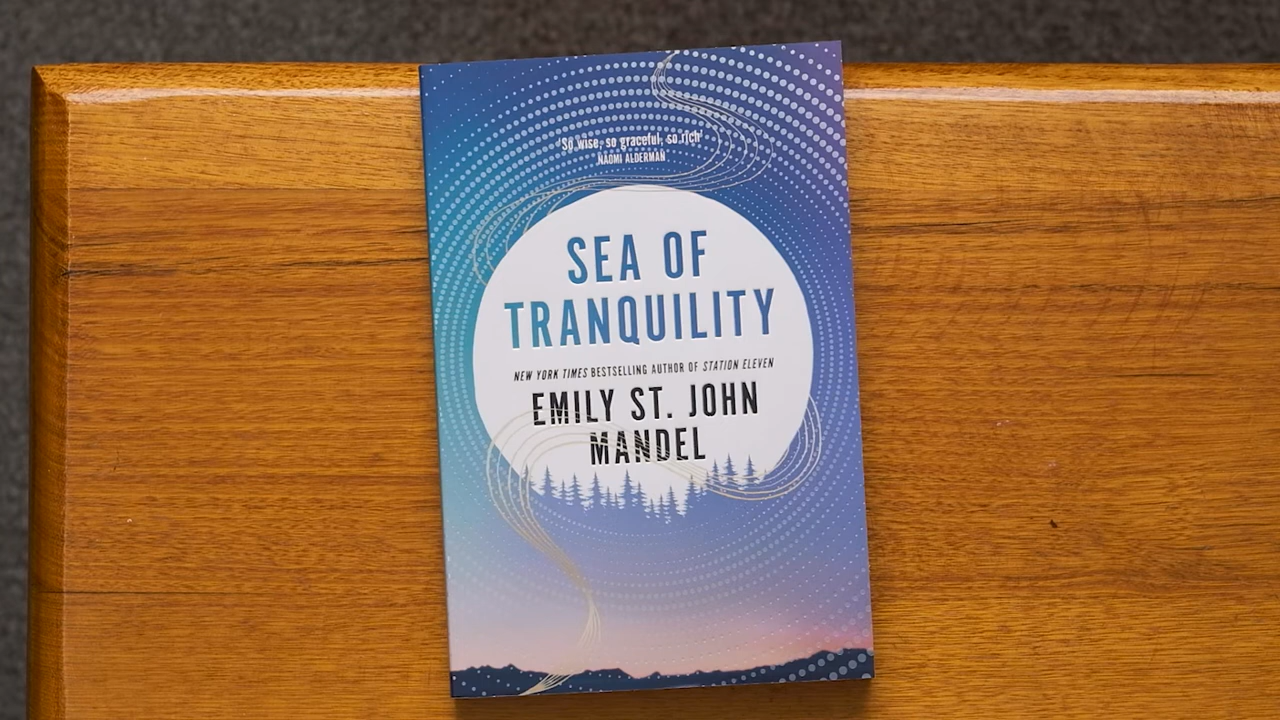 'So wise, so graceful, so rich'
NAOMI ALDERMAN
SEA OF
TRANQUILITY
NEW YORK TIMES BESTSELLING AUTHOR OF STATION ELEVEN
EMILY ST. JOHN
MANDEL